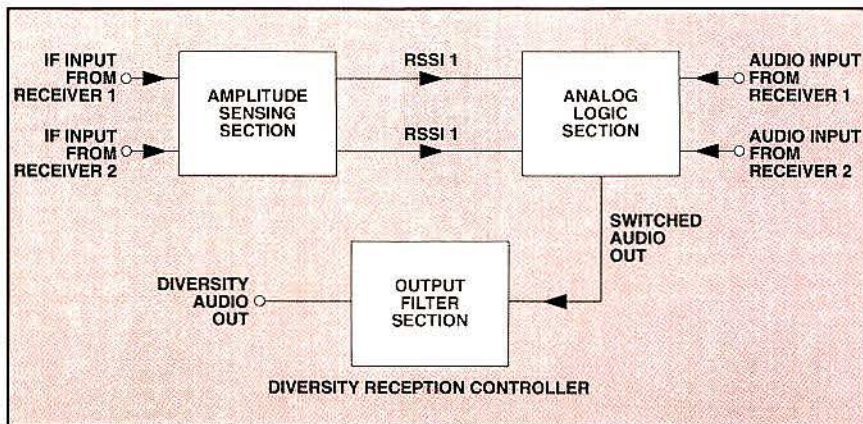 IF INPUT
FROM
RECEIVER 1
IF INPUT
FROM
RECEIVER 2
AMPLITUDE
SENSING
SECTION
RSSI 1
RSSI 1
ANALOG
LOGIC
SECTION
AUDIO INPUT
FROM
RECEIVER 1
AUDIO INPUT
FROM
RECEIVER 2
SWITCHED
AUDIO
OUT
DIVERSITY
AUDIO
OUT
OUTPUT
FILTER
SECTION
DIVERSITY RECEPTION CONTROLLER